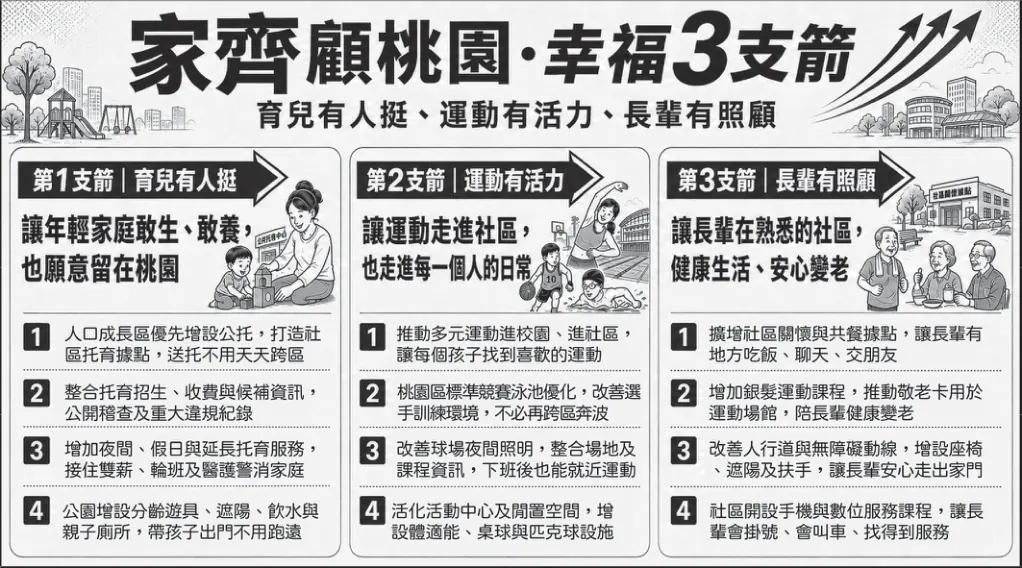 家齊顧桃園·幸福3支箭
育兒有人挺、運動有活力、長輩有照顧
第1支箭|育兒有人挺
讓年輕家庭敢生、敢養,
也願意留在桃園
公共托育中心
1 人口成長區優先增設公托,打造社
區托育據點,送托不用天天跨區
2 整合托育招生、收費與候補資訊,
公開稽查及重大違規紀錄
3 增加夜間、假日與延長托育服務,
接住雙薪、輪班及醫護警消家庭
4 公園增設分齡遊具、遮陽、飲水與
親子廁所,帶孩子出門不用跑遠
第2支箭|運動有活力
讓運動走進社區,
也走進每一個人的日常
10
1 推動多元運動進校園、進社區,
讓每個孩子找到喜歡的運動
2 桃園區標準競賽泳池優化,改善選
手訓練環境,不必再跨區奔波
3 改善球場夜間照明,整合場地及
課程資訊,下班後也能就近運動
4 活化活動中心及閒置空間,增
設體適能、桌球與匹克球設施
第3支箭|長輩有照顧
讓長輩在熟悉的社區,
健康生活、安心變老
社區關懷據點
1 擴增社區關懷與共餐據點,讓長輩有
地方吃飯、聊天、交朋友
2 增加銀髮運動課程,推動敬老卡用於
運動場館,陪長輩健康變老
3 改善人行道與無障礙動線,增設座椅
、遮陽及扶手,讓長輩安心走出家門
4 社區開設手機與數位服務課程,讓長
輩會掛號、會叫車、找得到服務